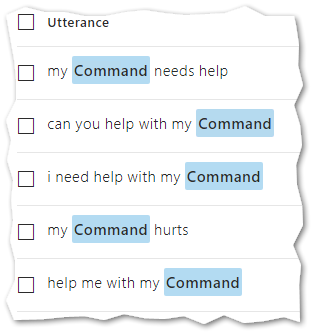 Utterance
my Command needs help
can you help with my Command
i need help with my Command
my Command hurts
help me with my Command